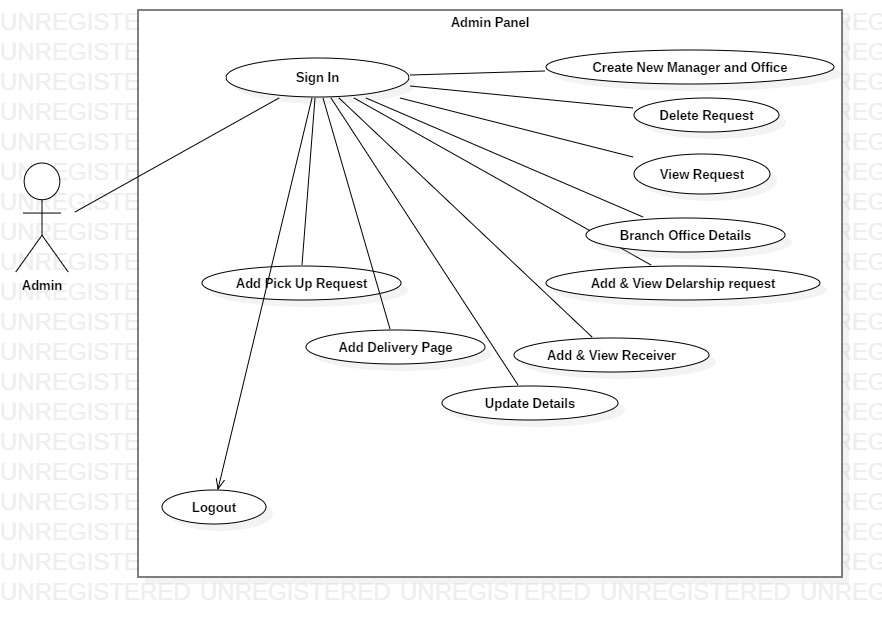 Admin Panel
Sign In
Create New Manager and Office
Delete Request
View Request
Branch Office Details
Add & View Delarship request
Add Pick Up Request
Add Delivery Page
Add & View Receiver
Update Details
Logout
Admin
UNREGISTERED UNREGISTERED UNREGISTERED UNREGISTERED